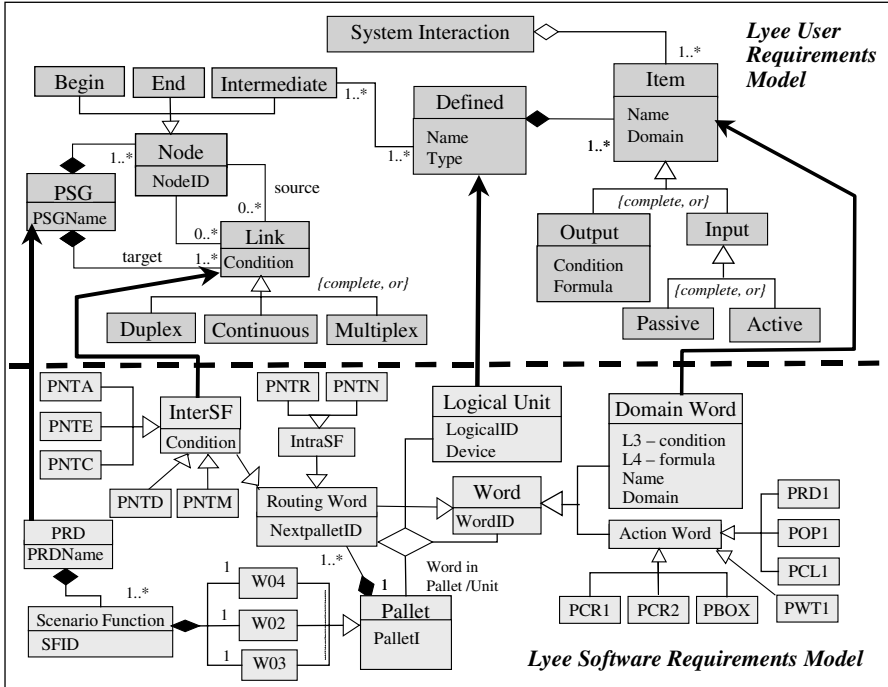 System Interaction
Lyee User
Requirements
Model
1..*
Begin
End
Intermediate
1..*
Defined
Name
Type
1..*
Item
Name
Domain
1..*
Node
NodeID
1..*
source
PSG
PSGName
0..*
0..*
target
1..*
Link
Condition
{complete, or}
Duplex
Continuous
Multiplex
{complete, or}
Output
Condition
Formula
Input
{complete, or}
Passive
Active
PNTA
PNTE
PNTC
InterSF
Condition
PNTR
PNTN
IntraSF
Logical Unit
LogicalID
Device
Domain Word
L3 – condition
L4 – formula
Name
Domain
PNTD
PNTM
Routing Word
NextpalletID
Word
WordID
Action Word
PRD1
POP1
PCL1
PWT1
PRD
PRDName
1..*
Word in
Pallet /Unit
PCR1
PCR2
PBOX
1..*
Scenario Function
SFID
1
W04
1
W02
1
W03
1
Pallet
PalletI
Lyee Software Requirements Model